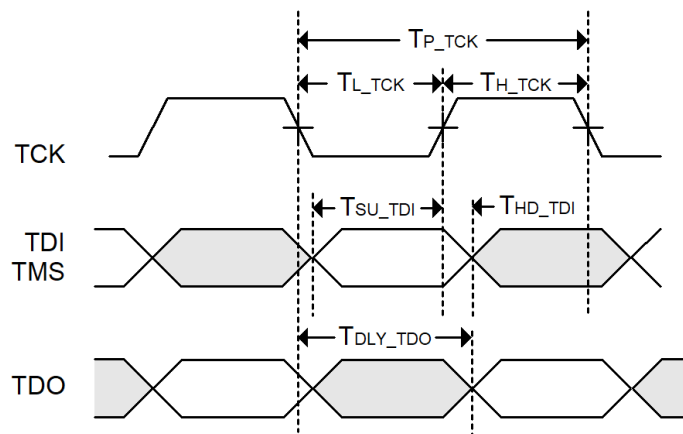 TP_TCK
TL_TCK TH_TCK
TCK
TSU_TDI THD_TDI
TDI
TMS
TDLY_TDO
TDO